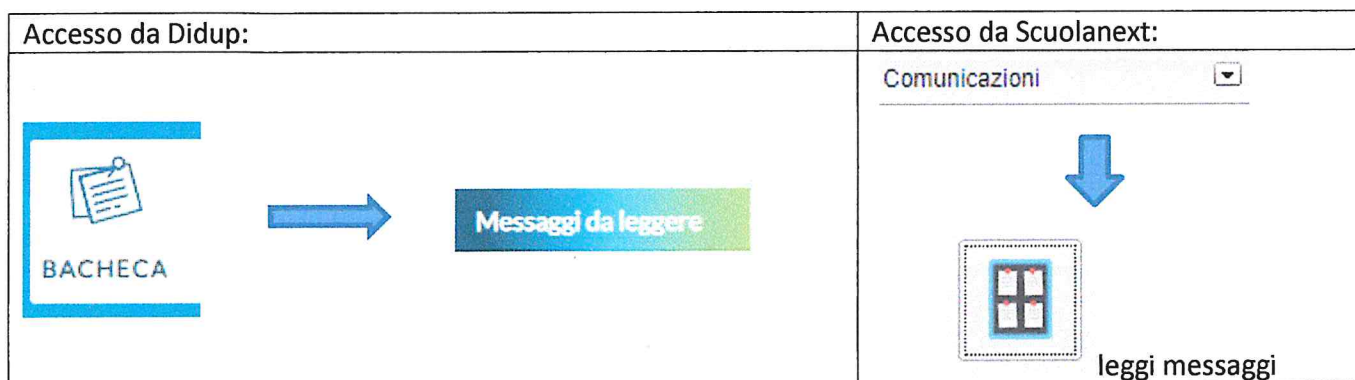 Accesso da Didup:
BACHECA
Messaggi da leggere
Accesso da Scuolanext:
Comunicazioni
leggi messaggi